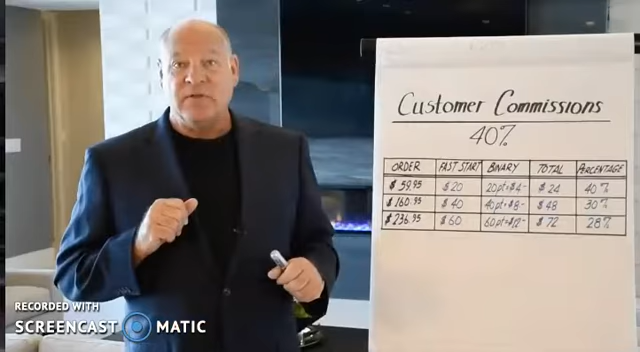 Customer Commissions
40%
ORDER FAST START BINARY TOTAL PERCENTAGE
$59.95 $20 20pt=$4- $24 40%
$160.95 $40 40pt=$8- $48 30%
$236.95 $60 60pt=$12- $72 28%
RECORDED WITH
SCREENCAST MATIC